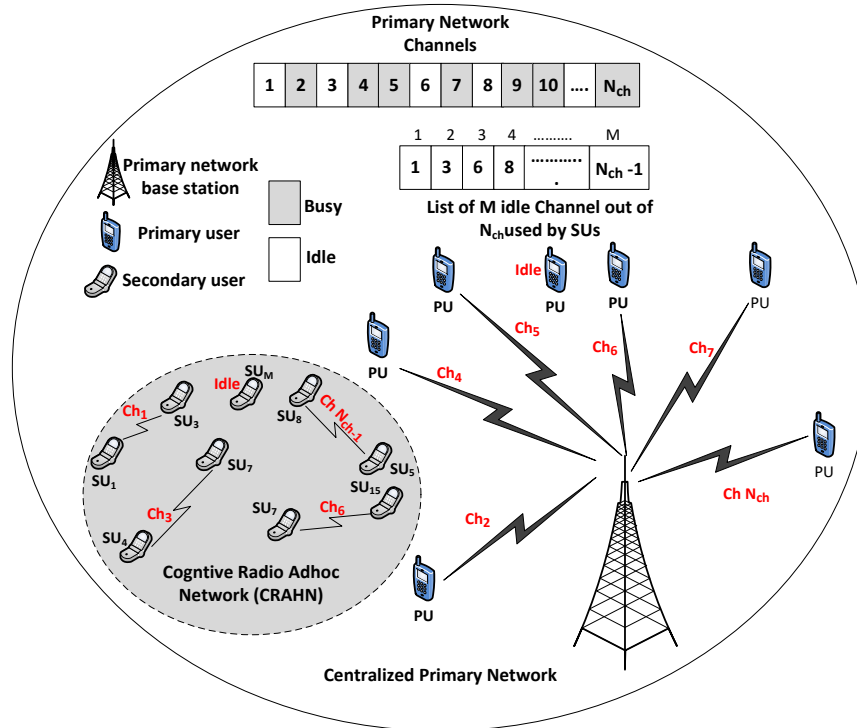 Primary Network
Channels
1 2 3 4 5 6 7 8 9 10 .... Nch
1 2 3 4 .......... M
1 3 6 8 ........... . Nch -1
List of M idle Channel out of
Nch used by SUs
Primary network
base station
Primary user
Secondary user
Busy
Idle
PU
Idle
PU
PU
PU
PU
PU
PU
Ch5
Ch6
Ch7
Ch4
Ch2
Ch Nch
SUM
Idle
SU8
Ch Nch-1
Ch1
SU3
SU1
SU7
SU5
SU15
Ch3
SU7
Ch6
SU4
Cogntive Radio Adhoc
Network (CRAHN)
Centralized Primary Network